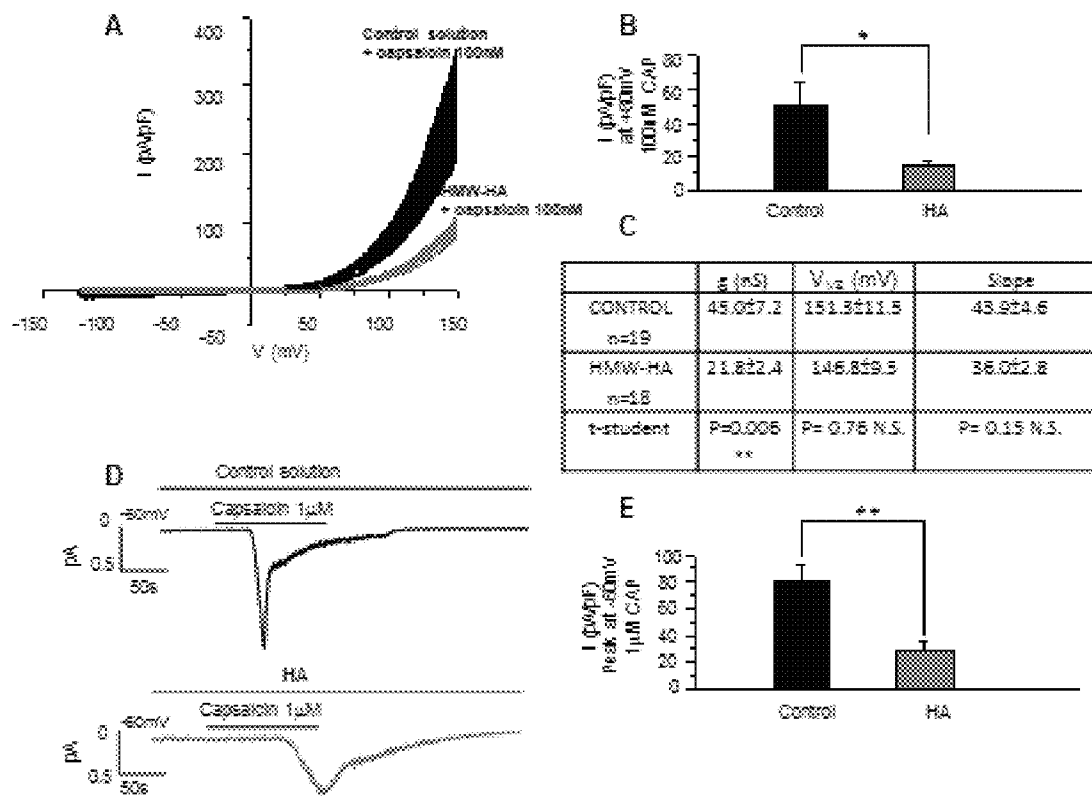 A
400
300
200
100
-50
I (pA/pF)
Control solution
+ capsaicin 100nM
HMW-HA
+ capsaicin 100nM
-150 -100 -50 50 100 150
V (mV)
B
*
I (pA/pF)
at +80mV
100nM CAP
80
60
40
20
0
Control HA
C
g (nS) V1/2 (mV) Slope
CONTROL 45.0±7.2 151.3±11.5 43.9±4.6
n=19
HMW-HA 21.8±2.4 146.8±9.5 36.0±2.8
n=18
t-student P=0.006 P= 0.76 N.S. P= 0.15 N.S.
**
D
Control solution
-60mV
Capsaicin 1µM
0
pA
0.5
50s
HA
-60mV
Capsaicin 1µM
0
pA
0.5
50s
E
**
I (pA/pF)
Peak at -60mV
1µM CAP
100
80
60
40
20
0
Control HA